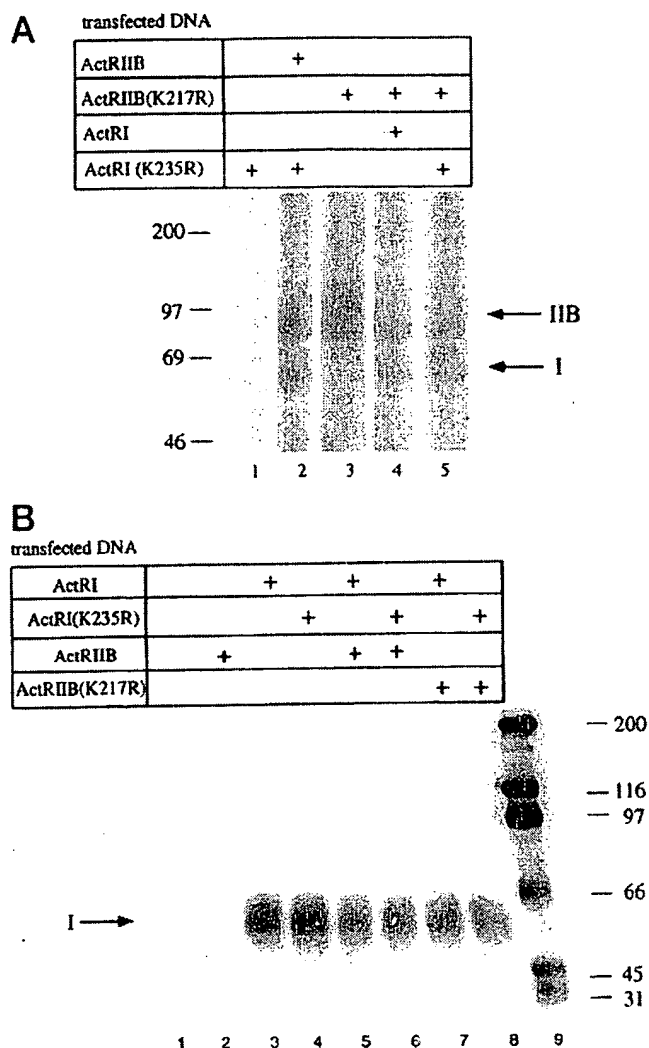 A
transfected DNA
ActRIIB +
ActRIIB(K217R) + + +
ActRI +
ActRI (K235R) + + +
200
97
69
46
IIB
I
1 2 3 4 5
B
transfected DNA
ActRI + + +
ActRI(K235R) + + +
ActRIIB + + +
ActRIIB(K217R) + +
200
116
97
66
45
31
I
1 2 3 4 5 6 7 8 9